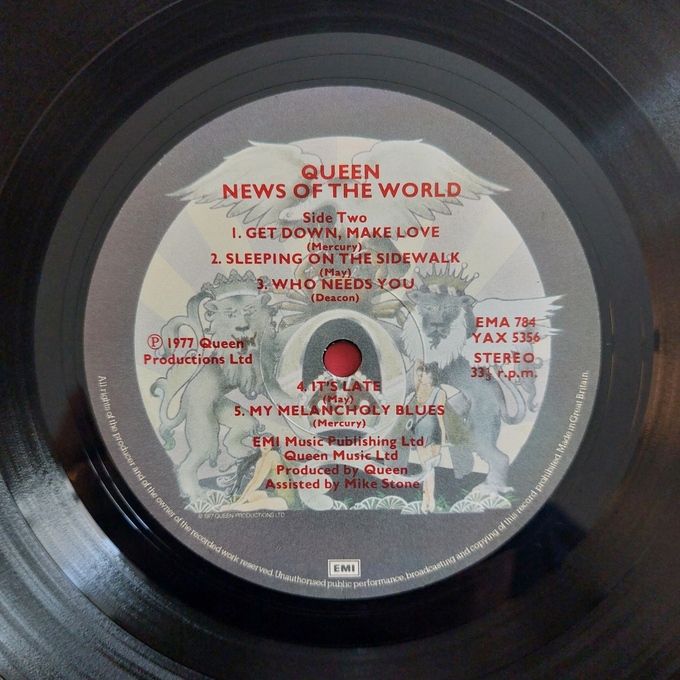 QUEEN
NEWS OF THE WORLD
Side Two
1. GET DOWN, MAKE LOVE
(Mercury)
2. SLEEPING ON THE SIDEWALK
(May)
3. WHO NEEDS YOU
(Deacon)
Ⓟ 1977 Queen
Productions Ltd
EMA 784
YAX 5356
STEREO
33⅓ r.p.m.
4. IT'S LATE
(May)
5. MY MELANCHOLY BLUES
(Mercury)
EMI Music Publishing Ltd
Queen Music Ltd
Produced by Queen
Assisted by Mike Stone
© 1977 QUEEN PRODUCTIONS LTD
EMI
All rights of the producer and of the owner of the recorded work reserved. Unauthorised public performance, broadcasting and copying of this record prohibited. Made in Great Britain.